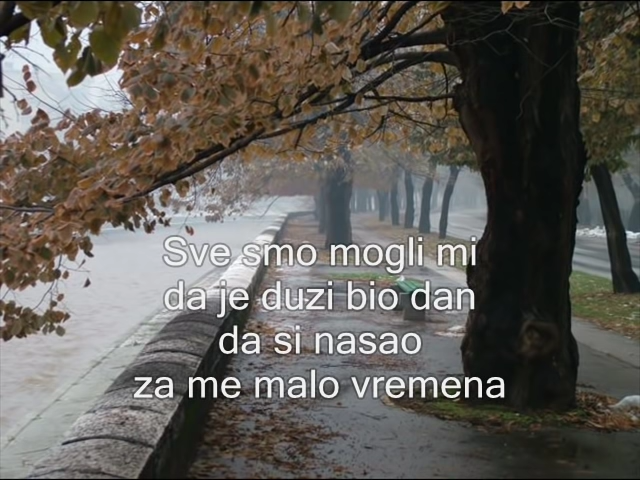 Sve smo mogli mi
da je duzi bio dan
da si nasao
za me malo vremena